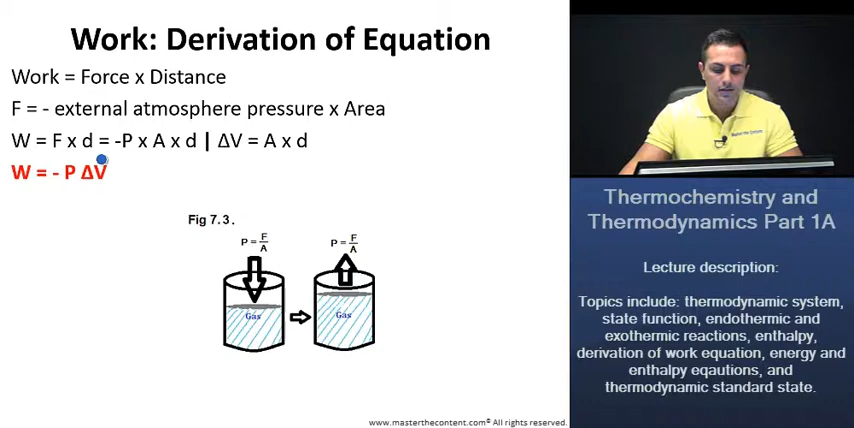 Work: Derivation of Equation
Work = Force x Distance
F = - external atmosphere pressure x Area
W = F x d = -P x A x d | ΔV = A x d
W = - P ΔV
Fig 7.3.
P = F/A
P = F/A
Gas
Gas
www.masterthecontent.com© All rights reserved.
Thermochemistry and
Thermodynamics Part 1A
Lecture description:
Topics include: thermodynamic system,
state function, endothermic and
exothermic reactions, enthalpy,
derivation of work equation, energy and
enthalpy eqautions, and
thermodynamic standard state.